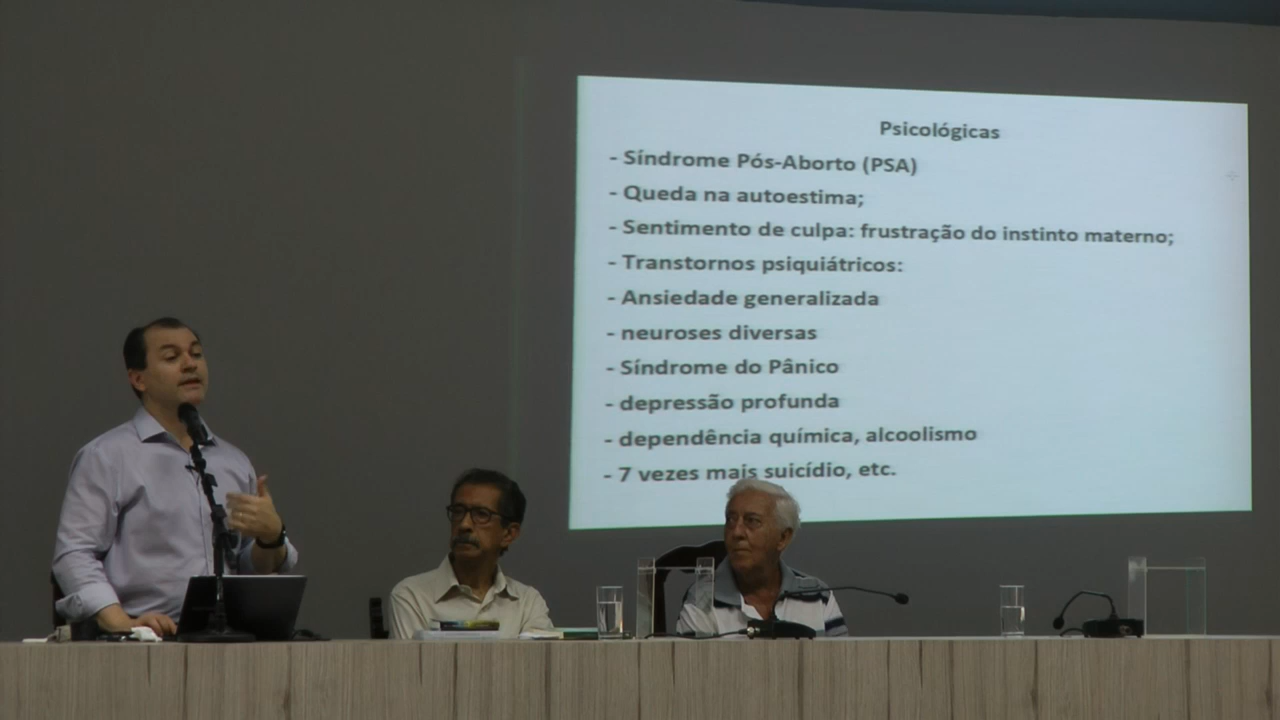 Psicológicas
- Síndrome Pós-Aborto (PSA)
- Queda na autoestima;
- Sentimento de culpa: frustração do instinto materno;
- Transtornos psiquiátricos:
- Ansiedade generalizada
- neuroses diversas
- Síndrome do Pânico
- depressão profunda
- dependência química, alcoolismo
- 7 vezes mais suicídio, etc.